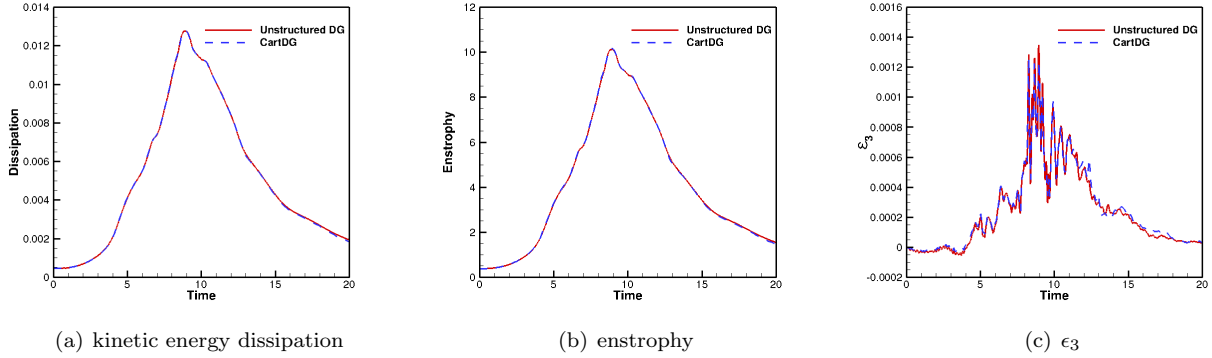 0.014
0.012
0.01
0.008
0.006
0.004
0.002
0
0 5 10 15 20
Dissipation
Time
Unstructured DG
CartDG
(a) kinetic energy dissipation
12
10
8
6
4
2
0
0 5 10 15 20
Enstrophy
Time
Unstructured DG
CartDG
(b) enstrophy
0.0016
0.0014
0.0012
0.001
0.0008
0.0006
0.0004
0.0002
0
-0.0002
0 5 10 15 20
ε3
Time
Unstructured DG
CartDG
(c) ϵ3